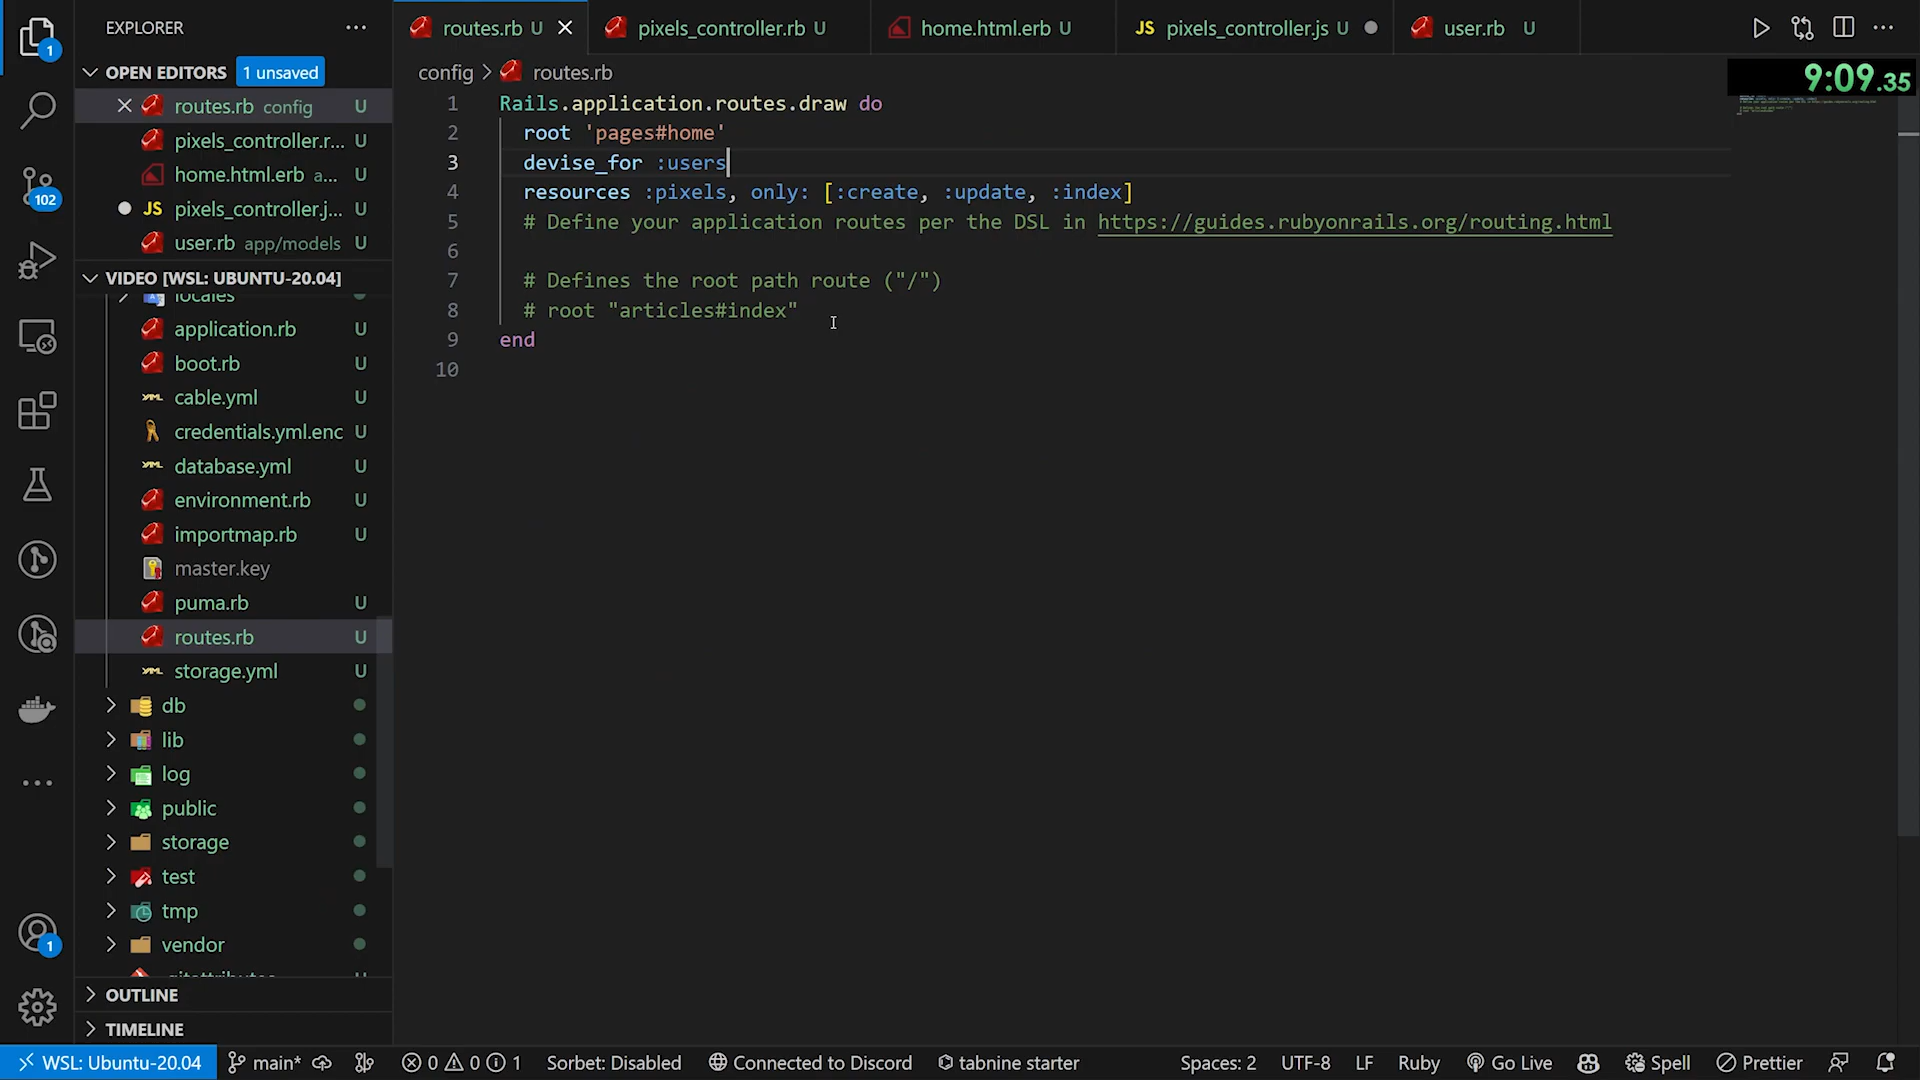 EXPLORER
OPEN EDITORS 1 unsaved
routes.rb config U
pixels_controller.r... U
home.html.erb a... U
JS pixels_controller.j... U
user.rb app/models U
VIDEO [WSL: UBUNTU-20.04]
locales
application.rb U
boot.rb U
cable.yml U
credentials.yml.enc U
database.yml U
environment.rb U
importmap.rb U
master.key
puma.rb U
routes.rb U
storage.yml U
db
lib
log
public
storage
test
tmp
vendor
.gitattributes U
OUTLINE
TIMELINE
1
102
1
routes.rb U
pixels_controller.rb U
home.html.erb U
JS pixels_controller.js U
user.rb U
config > routes.rb
9:09.35
1 Rails.application.routes.draw do
2 root 'pages#home'
3 devise_for :users
4 resources :pixels, only: [:create, :update, :index]
5 # Define your application routes per the DSL in https://guides.rubyonrails.org/routing.html
6
7 # Defines the root path route ("/")
8 # root "articles#index"
9 end
10
WSL: Ubuntu-20.04 main* 0 0 1 Sorbet: Disabled Connected to Discord tabnine starter Spaces: 2 UTF-8 LF Ruby Go Live Spell Prettier